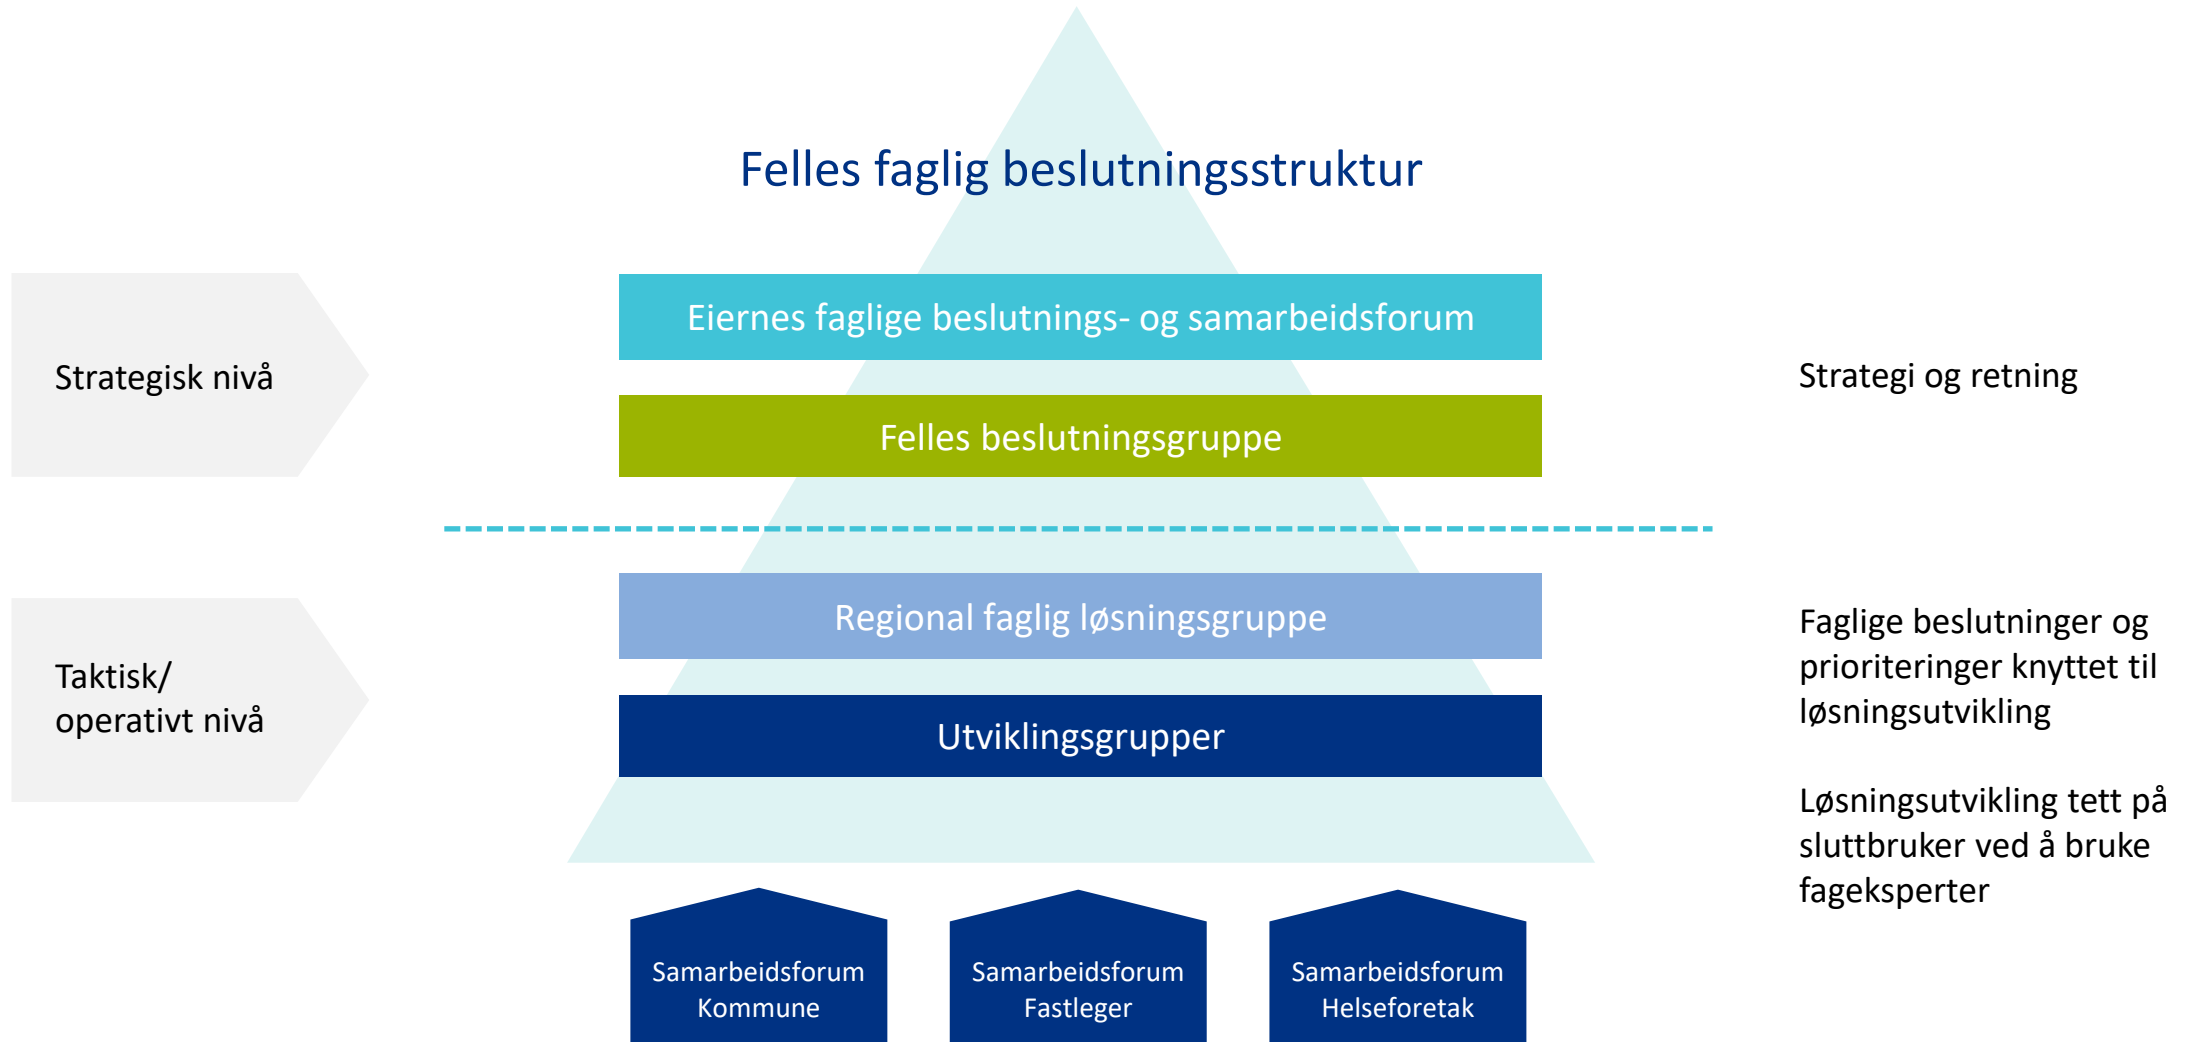 Felles faglig beslutningsstruktur
Eiernes faglige beslutnings- og samarbeidsforum
Strategisk nivå
Strategi og retning
Felles beslutningsgruppe
Regional faglig løsningsgruppe
Taktisk/
operativt nivå
Faglige beslutninger og
prioriteringer knyttet til
løsningsutvikling
Utviklingsgrupper
Løsningsutvikling tett på
sluttbruker ved å bruke
fageksperter
Samarbeidsforum
Kommune
Samarbeidsforum
Fastleger
Samarbeidsforum
Helseforetak